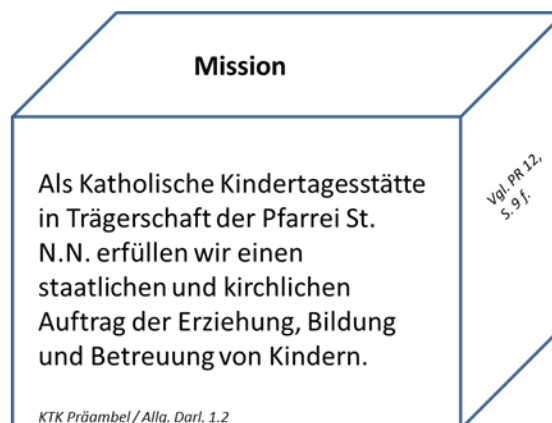 Mission
Als Katholische Kindertagesstätte
in Trägerschaft der Pfarrei St.
N.N. erfüllen wir einen
staatlichen und kirchlichen
Auftrag der Erziehung, Bildung
und Betreuung von Kindern.
KTK Präambel / Allg. Darl. 1.2
Vgl. PR 12,
S. 9 f.